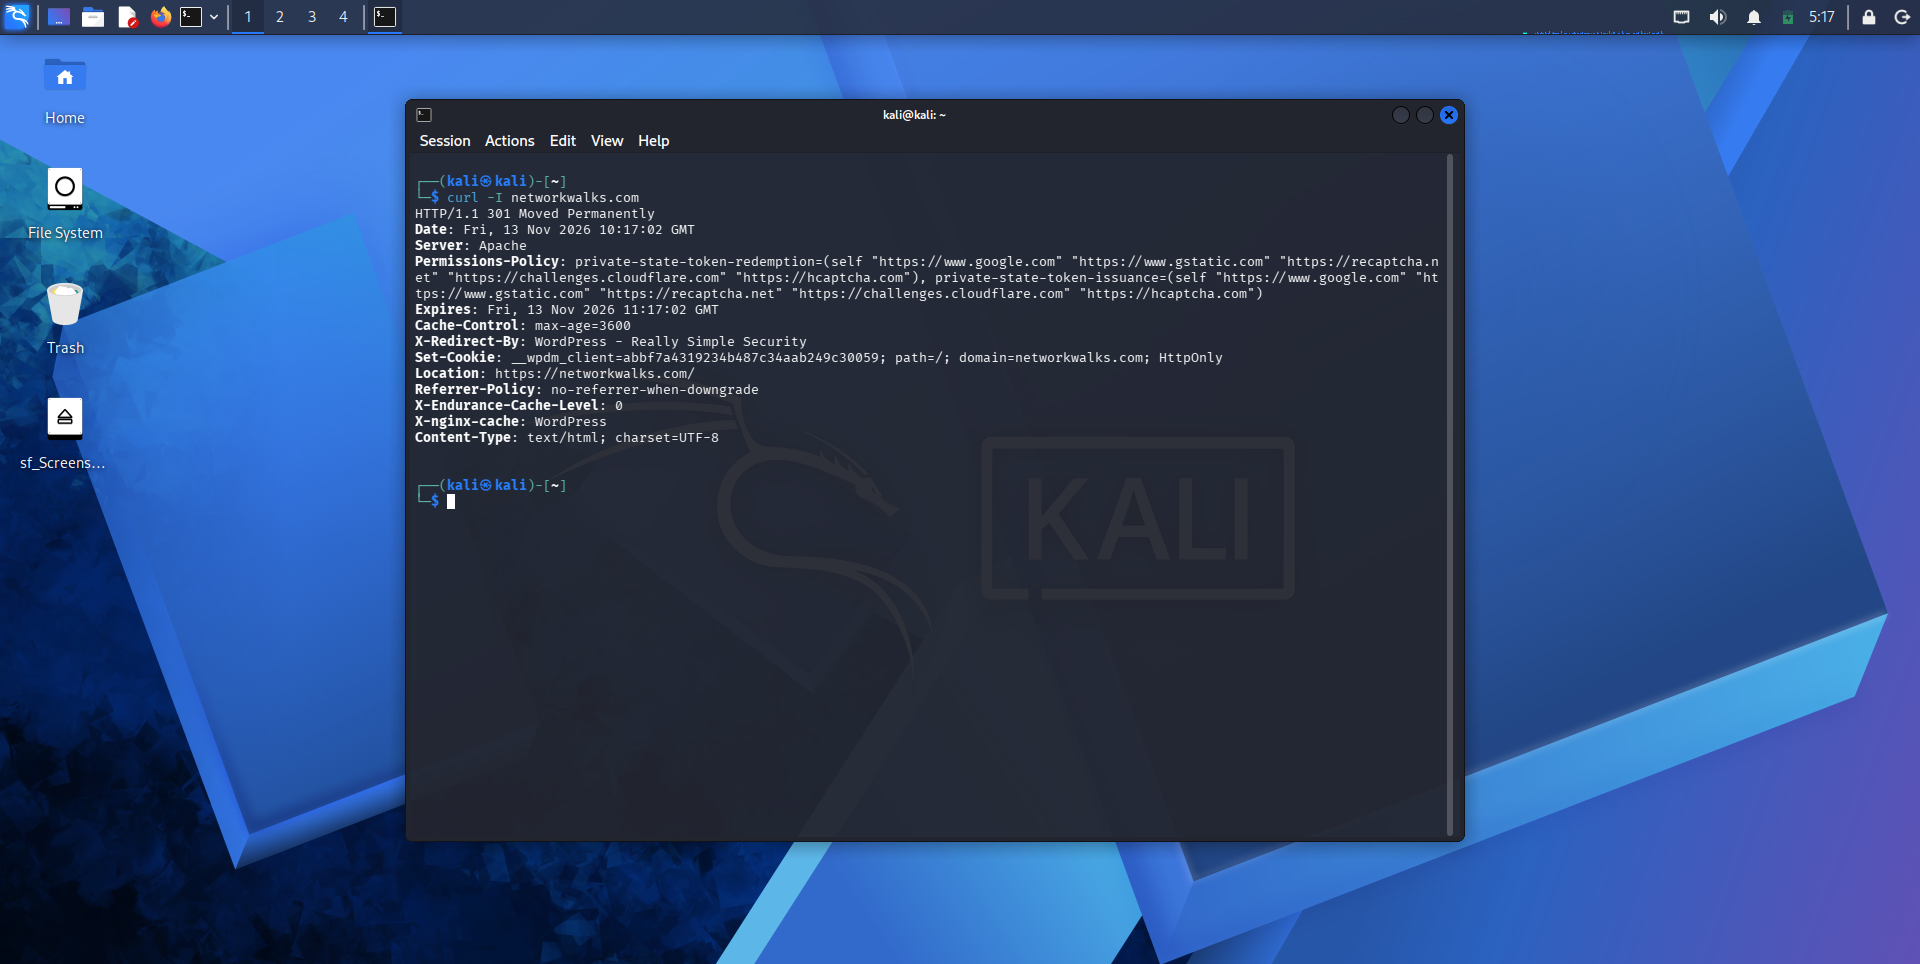 1 2 3 4
5:17
Home
File System
Trash
sf_Screens...
kali@kali: ~
Session Actions Edit View Help
┌──(kali㉿kali)-[~]
└─$ curl -I networkwalks.com
HTTP/1.1 301 Moved Permanently
Date: Fri, 13 Nov 2026 10:17:02 GMT
Server: Apache
Permissions-Policy: private-state-token-redemption=(self "https://www.google.com" "https://www.gstatic.com" "https://recaptcha.n
et" "https://challenges.cloudflare.com" "https://hcaptcha.com"), private-state-token-issuance=(self "https://www.google.com" "ht
tps://www.gstatic.com" "https://recaptcha.net" "https://challenges.cloudflare.com" "https://hcaptcha.com")
Expires: Fri, 13 Nov 2026 11:17:02 GMT
Cache-Control: max-age=3600
X-Redirect-By: WordPress - Really Simple Security
Set-Cookie: __wpdm_client=abbf7a4319234b487c34aab249c30059; path=/; domain=networkwalks.com; HttpOnly
Location: https://networkwalks.com/
Referrer-Policy: no-referrer-when-downgrade
X-Endurance-Cache-Level: 0
X-nginx-cache: WordPress
Content-Type: text/html; charset=UTF-8
┌──(kali㉿kali)-[~]
└─$
KALI